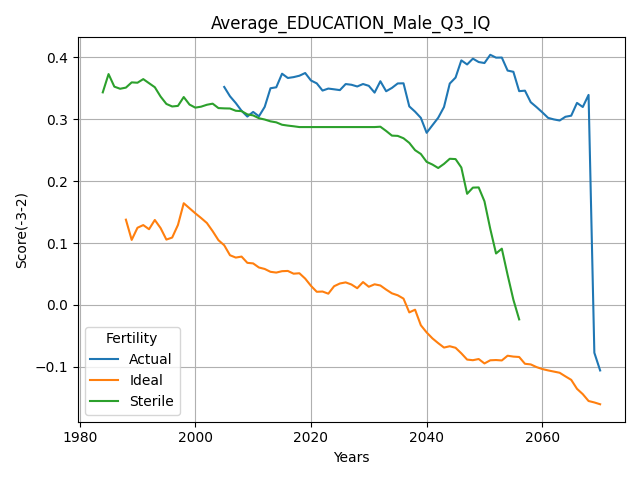 Average_EDUCATION_Male_Q3_IQ
Score(-3-2)
0.4
0.3
0.2
0.1
0.0
−0.1
Fertility
Actual
Ideal
Sterile
1980
2000
2020
2040
2060
Years